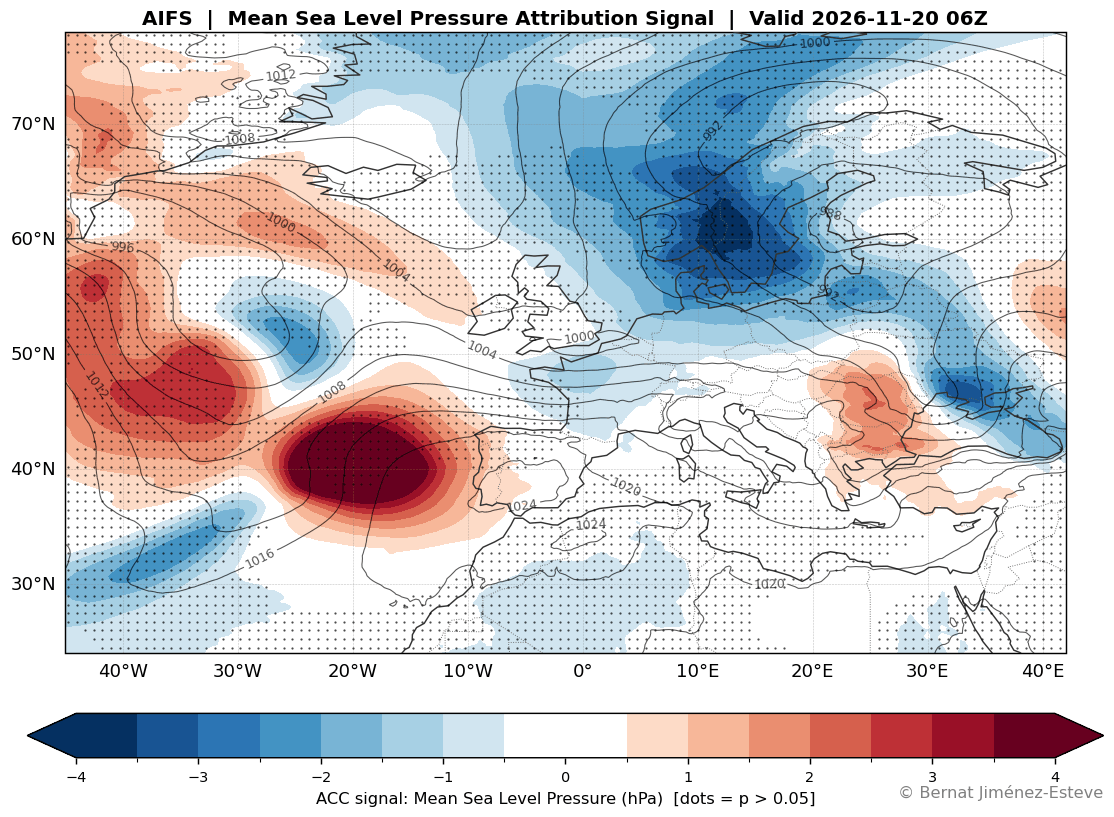 AIFS | Mean Sea Level Pressure Attribution Signal | Valid 2026-11-20 06Z
1000
1012
70°N
992
1008
988
1000
60°N
996
1004
992
1000
1004
50°N
1012
1008
40°N
1020
1024
1024
1016
30°N
1020
40°W 30°W 20°W 10°W 0° 10°E 20°E 30°E 40°E
−4 −3 −2 −1 0 1 2 3 4
ACC signal: Mean Sea Level Pressure (hPa) [dots = p > 0.05]
© Bernat Jiménez-Esteve